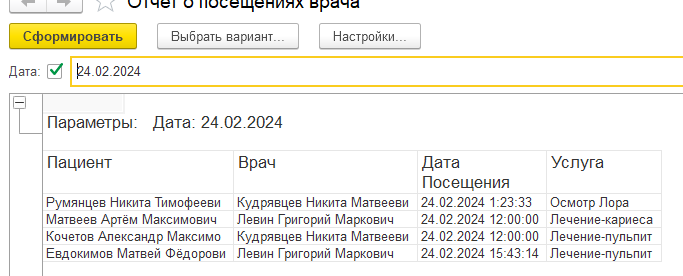 Отчет о посещениях врача
Сформировать Выбрать вариант... Настройки...
Дата: 24.02.2024
Параметры: Дата: 24.02.2024
Пациент Врач Дата Посещения Услуга
Румянцев Никита Тимофееви Кудрявцев Никита Матвееви 24.02.2024 1:23:33 Осмотр Лора
Матвеев Артём Максимович Левин Григорий Маркович 24.02.2024 12:00:00 Лечение-кариеса
Кочетов Александр Максимо Кудрявцев Никита Матвееви 24.02.2024 12:00:00 Лечение-пульпит
Евдокимов Матвей Фёдорови Левин Григорий Маркович 24.02.2024 15:43:14 Лечение-пульпит